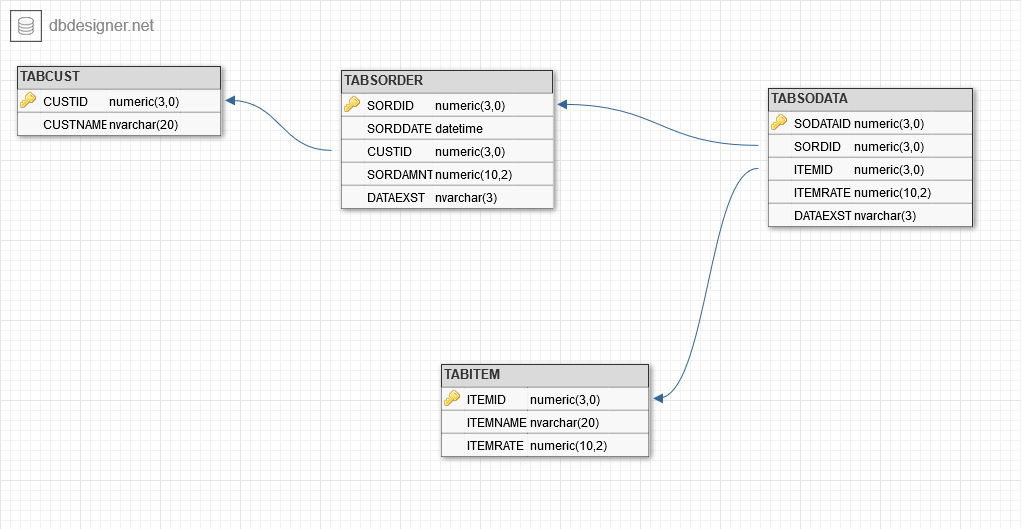 dbdesigner.net
TABCUST
CUSTID numeric(3,0)
CUSTNAME nvarchar(20)
TABSORDER
SORDID numeric(3,0)
SORDDATE datetime
CUSTID numeric(3,0)
SORDAMNT numeric(10,2)
DATAEXST nvarchar(3)
TABSODATA
SODATAID numeric(3,0)
SORDID numeric(3,0)
ITEMID numeric(3,0)
ITEMRATE numeric(10,2)
DATAEXST nvarchar(3)
TABITEM
ITEMID numeric(3,0)
ITEMNAME nvarchar(20)
ITEMRATE numeric(10,2)